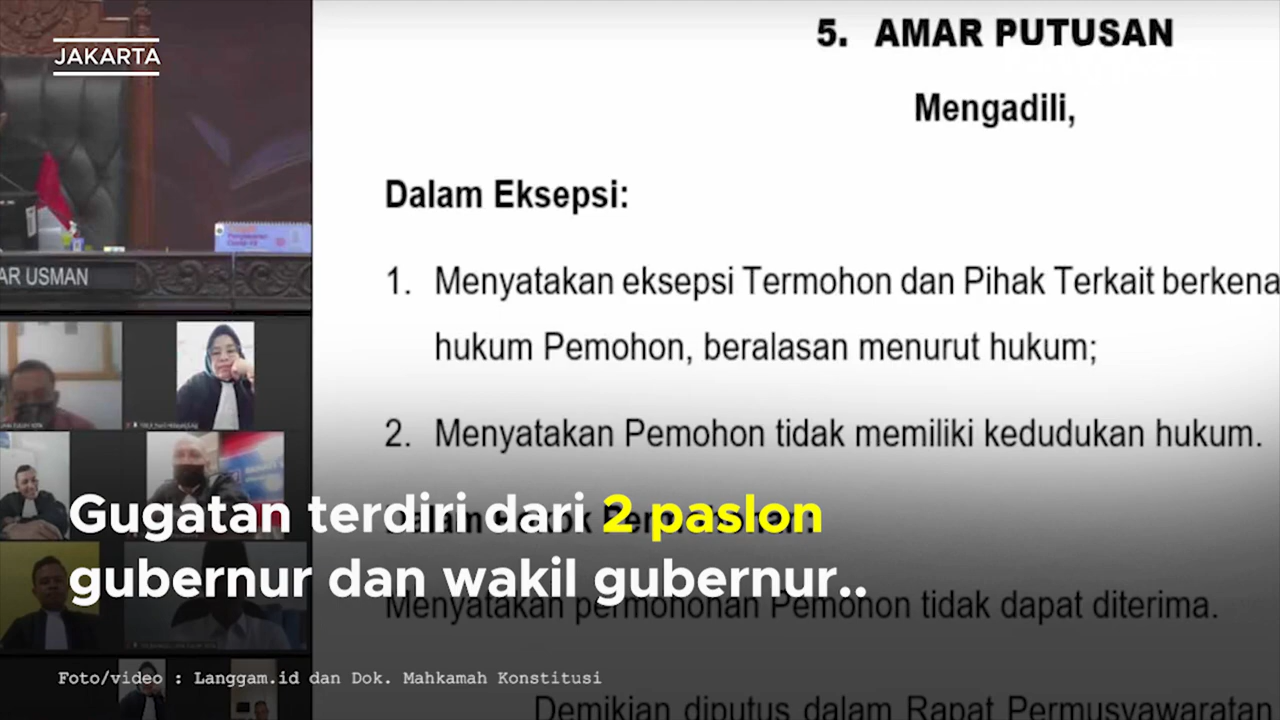 JAKARTA
5. AMAR PUTUSAN
Mengadili,
Dalam Eksepsi:
1. Menyatakan eksepsi Termohon dan Pihak Terkait berkena
hukum Pemohon, beralasan menurut hukum;
2. Menyatakan Pemohon tidak memiliki kedudukan hukum.
AR USMAN
Gugatan terdiri dari 2 paslon
gubernur dan wakil gubernur..
Menyatakan permohonan Pemohon tidak dapat diterima.
Foto/video : Langgam.id dan Dok. Mahkamah Konstitusi
Demikian diputus dalam Rapat Permusyawaratan